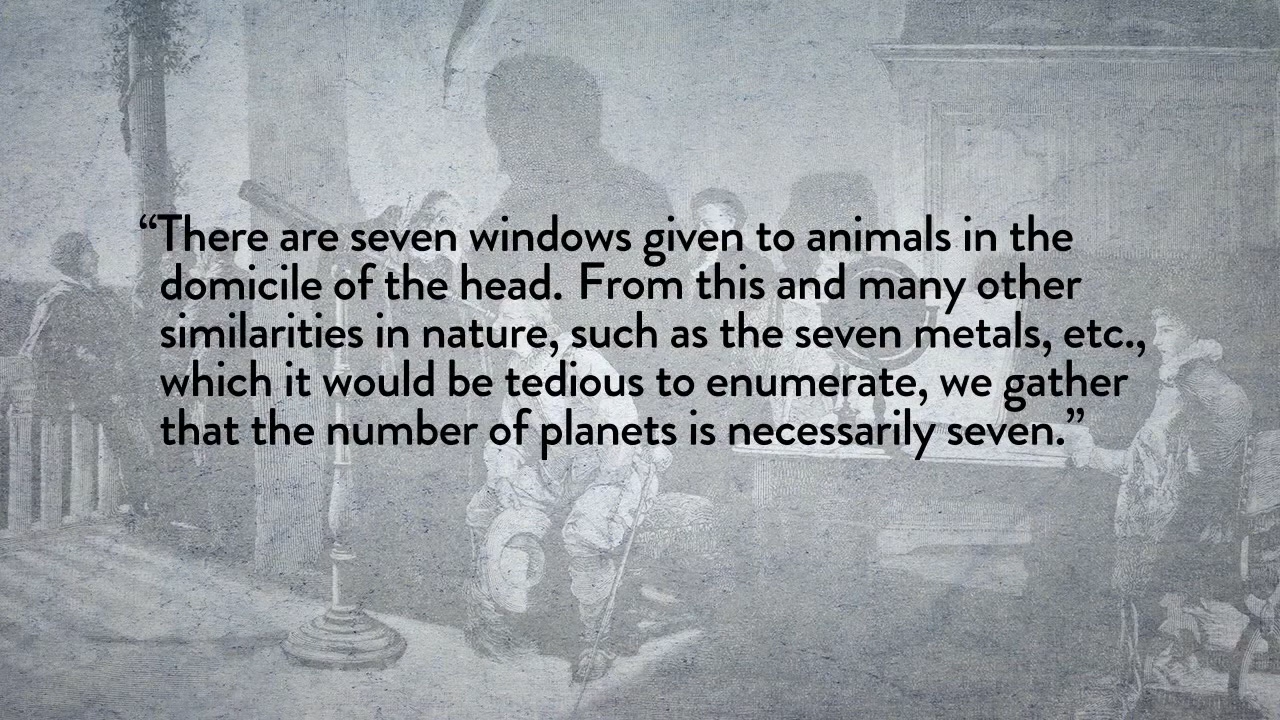 “There are seven windows given to animals in the
domicile of the head. From this and many other
similarities in nature, such as the seven metals, etc.,
which it would be tedious to enumerate, we gather
that the number of planets is necessarily seven.”